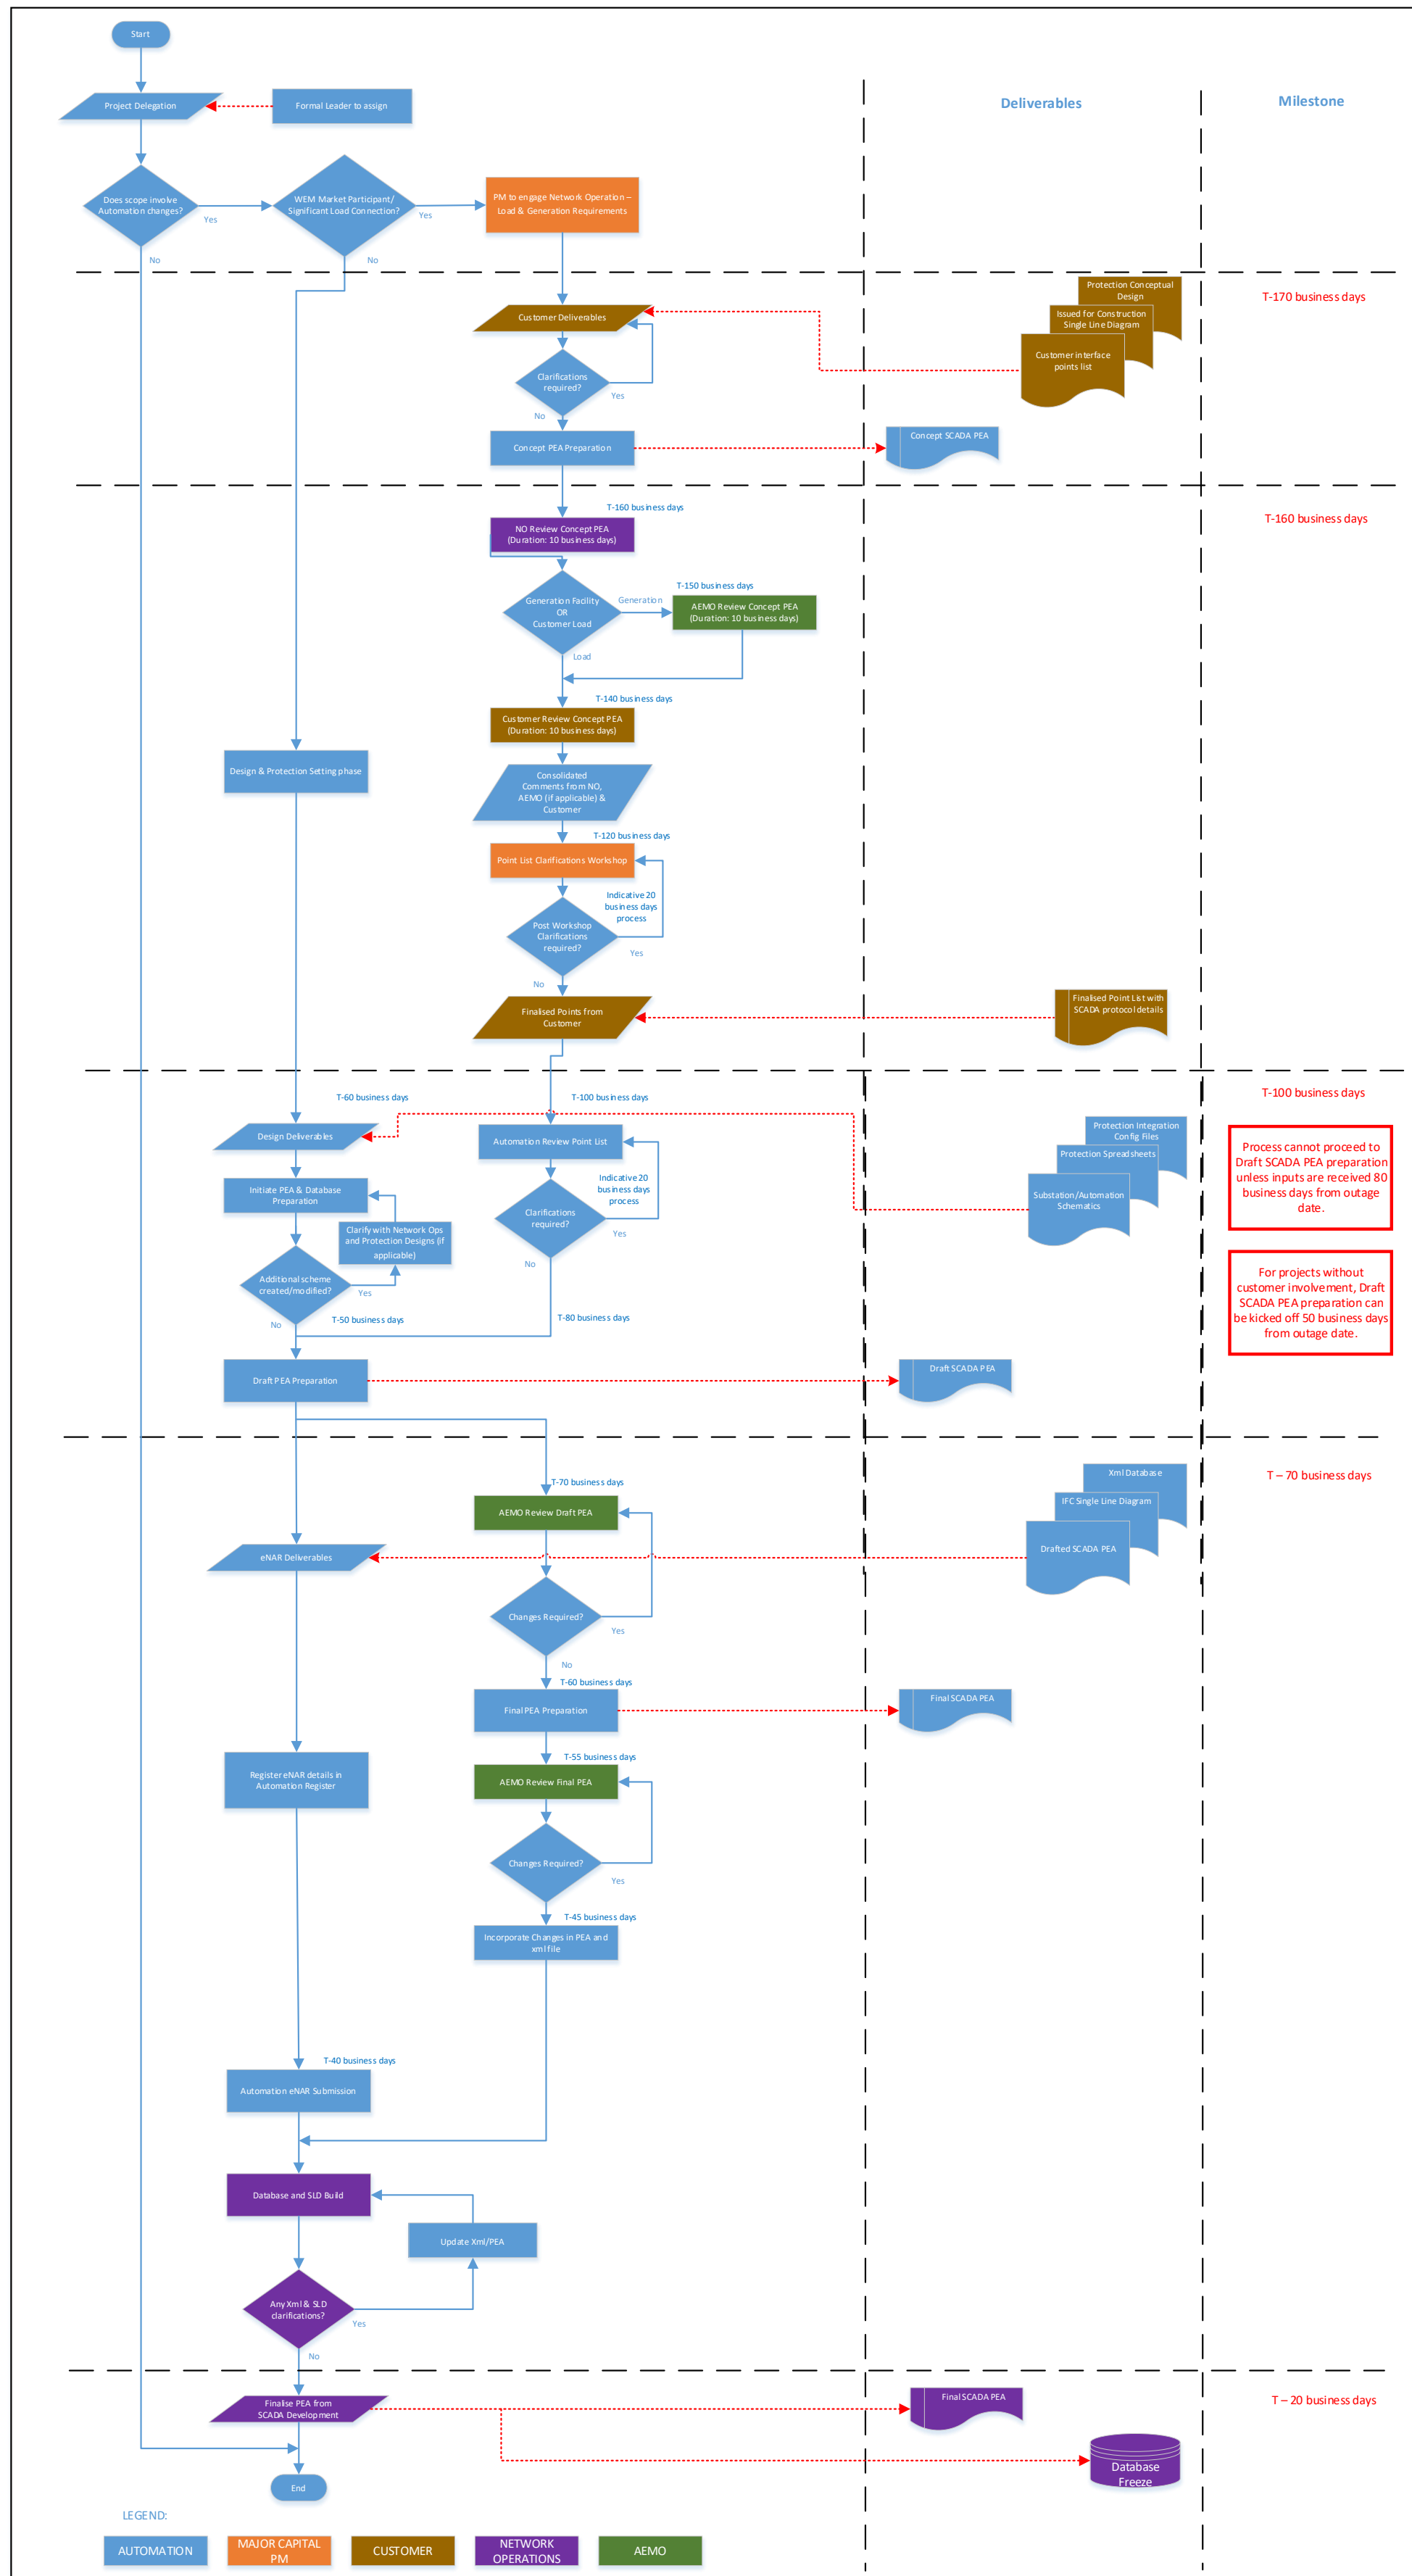 Start
Project Delegation
Formal Leader to assign
Deliverables
Milestone
Does scope involve
Automation changes?
Yes
No
WEM Market Participant/
Significant Load Connection?
Yes
No
PM to engage Network Operation –
Load & Generation Requirements
T-170 business days
Protection Conceptual
Design
Issued for Construction
Single Line Diagram
Customer interface
points list
Customer Deliverables
Clarifications
required?
Yes
No
Concept PEA Preparation
Concept SCADA PEA
T-160 business days
T-160 business days
NO Review Concept PEA
(Duration: 10 business days)
Generation Facility
OR
Customer Load
Generation
Load
T-150 business days
AEMO Review Concept PEA
(Duration: 10 business days)
T-140 business days
Customer Review Concept PEA
(Duration: 10 business days)
Design & Protection Setting phase
Consolidated
Comments from NO,
AEMO (if applicable) &
Customer
T-120 business days
Point List Clarifications Workshop
Indicative 20
business days
process
Post Workshop
Clarifications
required?
Yes
No
Finalised Points from
Customer
Finalised Point List with
SCADA protocol details
T-100 business days
T-60 business days
T-100 business days
Design Deliverables
Automation Review Point List
Protection Integration
Config Files
Protection Spreadsheets
Substation/Automation
Schematics
Process cannot proceed to
Draft SCADA PEA preparation
unless inputs are received 80
business days from outage
date.
Initiate PEA & Database
Preparation
Indicative 20
business days
process
Clarifications
required?
Yes
No
Clarify with Network Ops
and Protection Designs (if
applicable)
Additional scheme
created/modified?
Yes
No
For projects without
customer involvement, Draft
SCADA PEA preparation can
be kicked off 50 business days
from outage date.
T-50 business days
T-80 business days
Draft PEA Preparation
Draft SCADA PEA
T – 70 business days
T-70 business days
AEMO Review Draft PEA
Xml Database
IFC Single Line Diagram
Drafted SCADA PEA
eNAR Deliverables
Changes Required?
Yes
No
T-60 business days
Final PEA Preparation
Final SCADA PEA
T-55 business days
AEMO Review Final PEA
Register eNAR details in
Automation Register
Changes Required?
Yes
T-45 business days
Incorporate Changes in PEA and
xml file
T-40 business days
Automation eNAR Submission
Database and SLD Build
Update Xml/PEA
Any Xml & SLD
clarifications?
Yes
No
T – 20 business days
Finalise PEA from
SCADA Development
Final SCADA PEA
Database
Freeze
End
LEGEND:
AUTOMATION
MAJOR CAPITAL
PM
CUSTOMER
NETWORK
OPERATIONS
AEMO